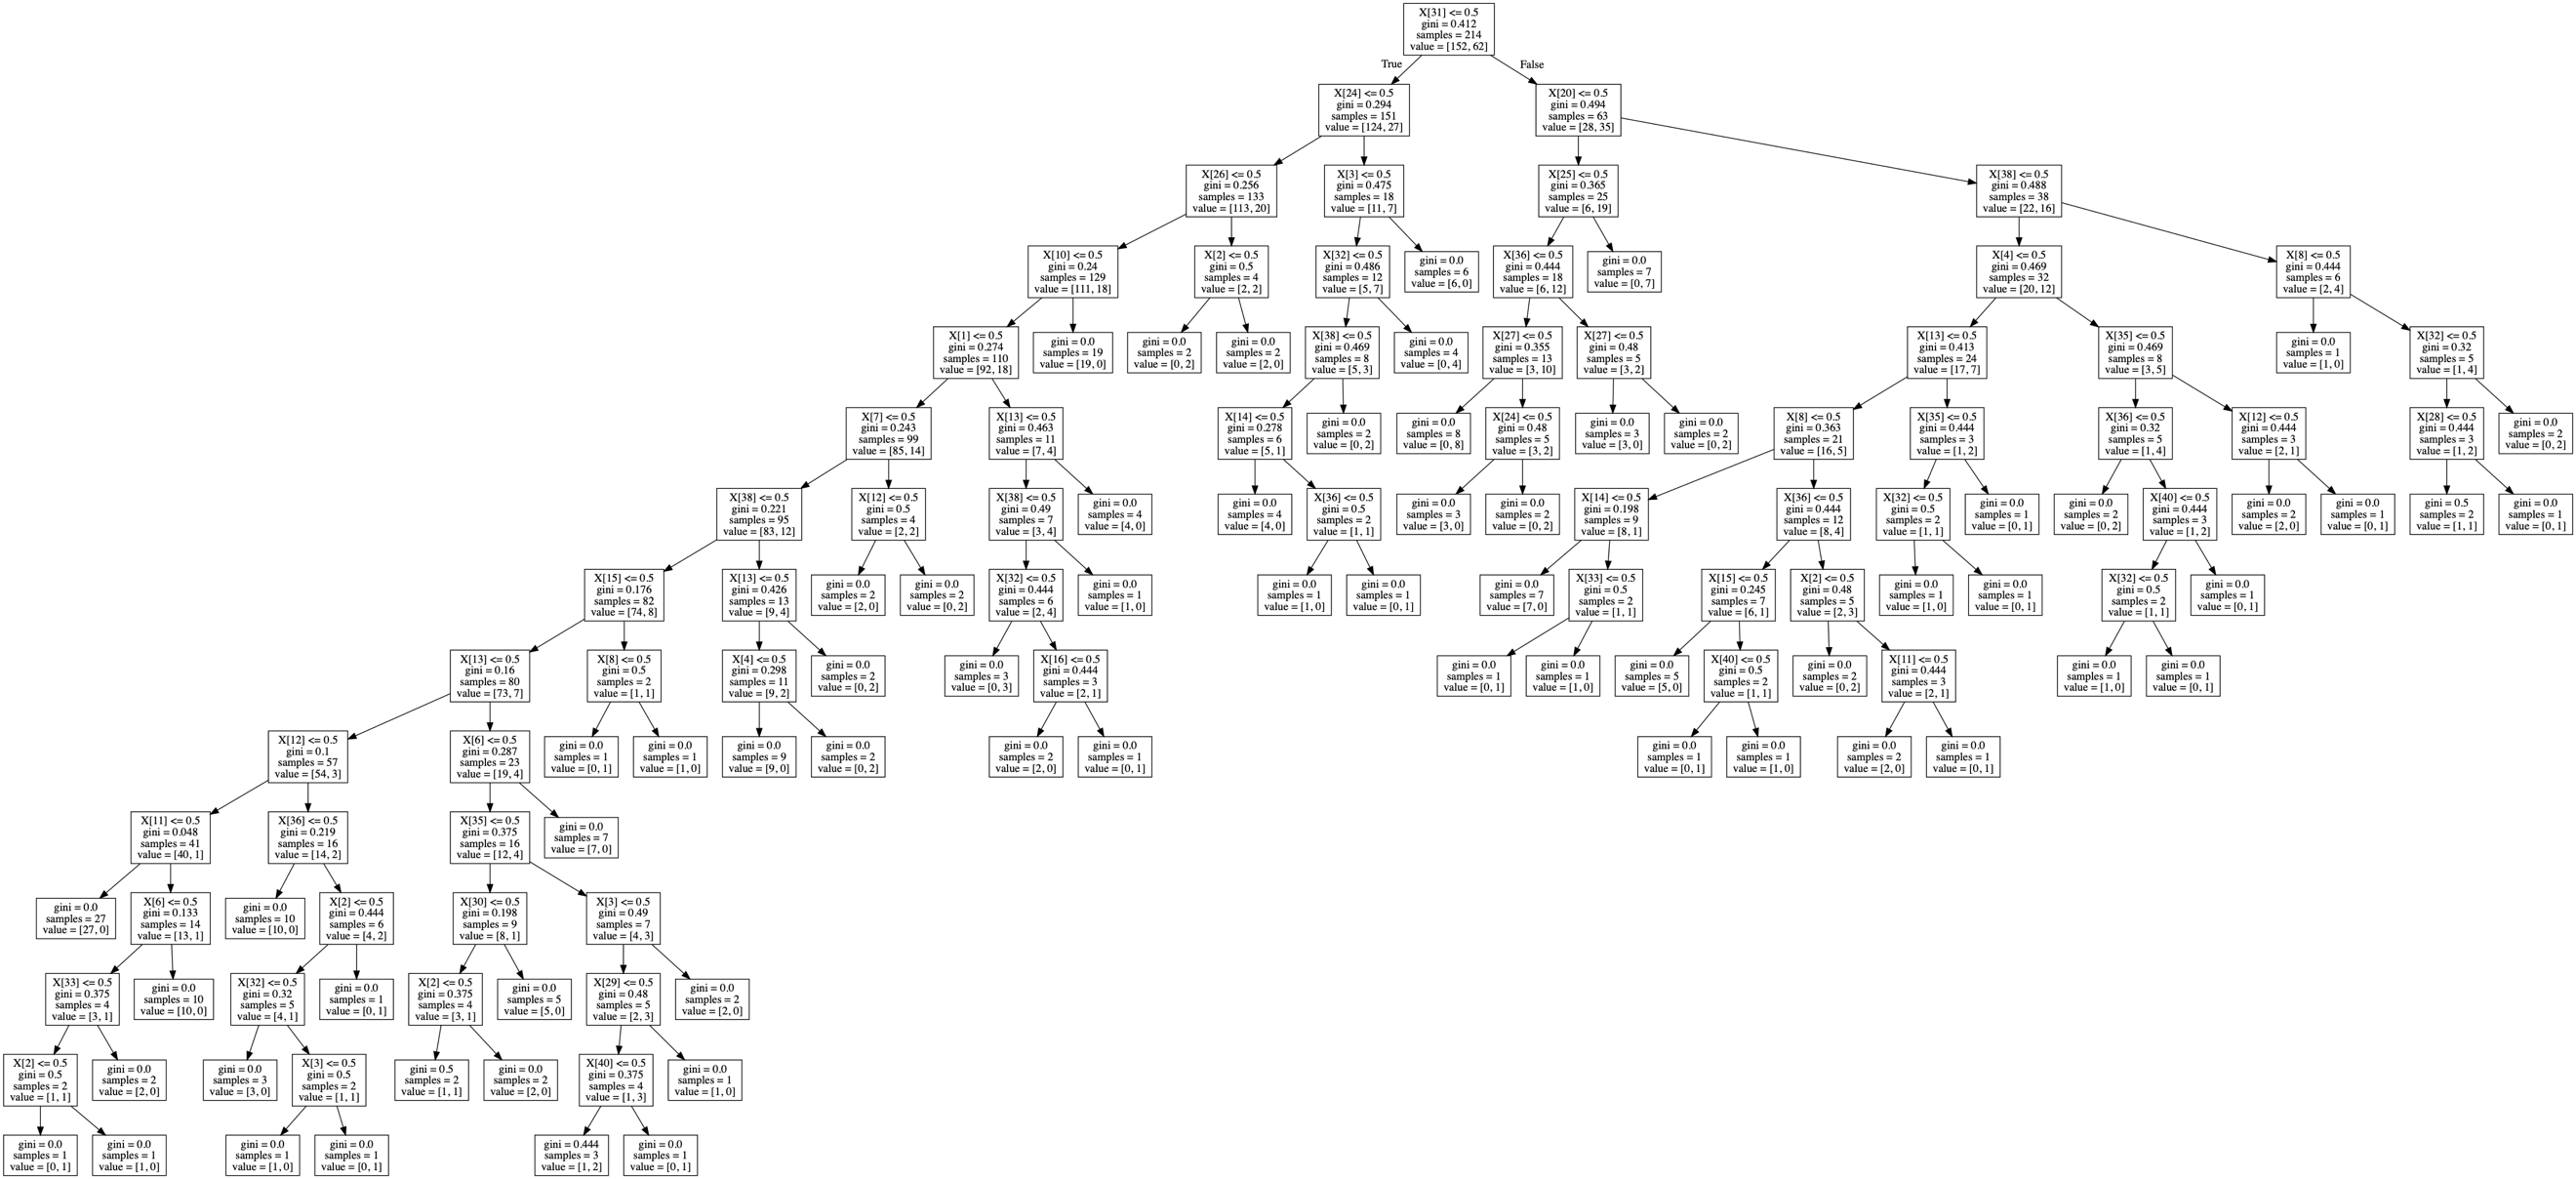 X[31] <= 0.5
gini = 0.412
samples = 214
value = [152, 62]
True
False
X[24] <= 0.5
gini = 0.294
samples = 151
value = [124, 27]
X[20] <= 0.5
gini = 0.494
samples = 63
value = [28, 35]
X[26] <= 0.5
gini = 0.256
samples = 133
value = [113, 20]
X[3] <= 0.5
gini = 0.475
samples = 18
value = [11, 7]
X[25] <= 0.5
gini = 0.365
samples = 25
value = [6, 19]
X[38] <= 0.5
gini = 0.488
samples = 38
value = [22, 16]
X[10] <= 0.5
gini = 0.24
samples = 129
value = [111, 18]
X[2] <= 0.5
gini = 0.5
samples = 4
value = [2, 2]
X[32] <= 0.5
gini = 0.486
samples = 12
value = [5, 7]
gini = 0.0
samples = 6
value = [6, 0]
X[36] <= 0.5
gini = 0.444
samples = 18
value = [6, 12]
gini = 0.0
samples = 7
value = [0, 7]
X[4] <= 0.5
gini = 0.469
samples = 32
value = [20, 12]
X[8] <= 0.5
gini = 0.444
samples = 6
value = [2, 4]
X[1] <= 0.5
gini = 0.274
samples = 110
value = [92, 18]
gini = 0.0
samples = 19
value = [19, 0]
gini = 0.0
samples = 2
value = [0, 2]
gini = 0.0
samples = 2
value = [2, 0]
X[38] <= 0.5
gini = 0.469
samples = 8
value = [5, 3]
gini = 0.0
samples = 4
value = [0, 4]
X[27] <= 0.5
gini = 0.355
samples = 13
value = [3, 10]
X[27] <= 0.5
gini = 0.48
samples = 5
value = [3, 2]
X[13] <= 0.5
gini = 0.413
samples = 24
value = [17, 7]
X[35] <= 0.5
gini = 0.469
samples = 8
value = [3, 5]
gini = 0.0
samples = 1
value = [1, 0]
X[32] <= 0.5
gini = 0.32
samples = 5
value = [1, 4]
X[7] <= 0.5
gini = 0.243
samples = 99
value = [85, 14]
X[13] <= 0.5
gini = 0.463
samples = 11
value = [7, 4]
X[14] <= 0.5
gini = 0.278
samples = 6
value = [5, 1]
gini = 0.0
samples = 2
value = [0, 2]
gini = 0.0
samples = 8
value = [0, 8]
X[24] <= 0.5
gini = 0.48
samples = 5
value = [3, 2]
gini = 0.0
samples = 3
value = [3, 0]
gini = 0.0
samples = 2
value = [0, 2]
X[8] <= 0.5
gini = 0.363
samples = 21
value = [16, 5]
X[35] <= 0.5
gini = 0.444
samples = 3
value = [1, 2]
X[36] <= 0.5
gini = 0.32
samples = 5
value = [1, 4]
X[12] <= 0.5
gini = 0.444
samples = 3
value = [2, 1]
X[28] <= 0.5
gini = 0.444
samples = 3
value = [1, 2]
gini = 0.0
samples = 2
value = [0, 2]
X[38] <= 0.5
gini = 0.221
samples = 95
value = [83, 12]
X[12] <= 0.5
gini = 0.5
samples = 4
value = [2, 2]
X[38] <= 0.5
gini = 0.49
samples = 7
value = [3, 4]
gini = 0.0
samples = 4
value = [4, 0]
gini = 0.0
samples = 4
value = [4, 0]
X[36] <= 0.5
gini = 0.5
samples = 2
value = [1, 1]
gini = 0.0
samples = 3
value = [3, 0]
gini = 0.0
samples = 2
value = [0, 2]
X[14] <= 0.5
gini = 0.198
samples = 9
value = [8, 1]
X[36] <= 0.5
gini = 0.444
samples = 12
value = [8, 4]
X[32] <= 0.5
gini = 0.5
samples = 2
value = [1, 1]
gini = 0.0
samples = 1
value = [0, 1]
gini = 0.0
samples = 2
value = [0, 2]
X[40] <= 0.5
gini = 0.444
samples = 3
value = [1, 2]
gini = 0.0
samples = 2
value = [2, 0]
gini = 0.0
samples = 1
value = [0, 1]
gini = 0.5
samples = 2
value = [1, 1]
gini = 0.0
samples = 1
value = [0, 1]
X[15] <= 0.5
gini = 0.176
samples = 82
value = [74, 8]
X[13] <= 0.5
gini = 0.426
samples = 13
value = [9, 4]
gini = 0.0
samples = 2
value = [2, 0]
gini = 0.0
samples = 2
value = [0, 2]
X[32] <= 0.5
gini = 0.444
samples = 6
value = [2, 4]
gini = 0.0
samples = 1
value = [1, 0]
gini = 0.0
samples = 1
value = [1, 0]
gini = 0.0
samples = 1
value = [0, 1]
gini = 0.0
samples = 7
value = [7, 0]
X[33] <= 0.5
gini = 0.5
samples = 2
value = [1, 1]
X[15] <= 0.5
gini = 0.245
samples = 7
value = [6, 1]
X[2] <= 0.5
gini = 0.48
samples = 5
value = [2, 3]
gini = 0.0
samples = 1
value = [1, 0]
gini = 0.0
samples = 1
value = [0, 1]
X[32] <= 0.5
gini = 0.5
samples = 2
value = [1, 1]
gini = 0.0
samples = 1
value = [0, 1]
X[13] <= 0.5
gini = 0.16
samples = 80
value = [73, 7]
X[8] <= 0.5
gini = 0.5
samples = 2
value = [1, 1]
X[4] <= 0.5
gini = 0.298
samples = 11
value = [9, 2]
gini = 0.0
samples = 2
value = [0, 2]
gini = 0.0
samples = 3
value = [0, 3]
X[16] <= 0.5
gini = 0.444
samples = 3
value = [2, 1]
gini = 0.0
samples = 1
value = [0, 1]
gini = 0.0
samples = 1
value = [1, 0]
gini = 0.0
samples = 5
value = [5, 0]
X[40] <= 0.5
gini = 0.5
samples = 2
value = [1, 1]
gini = 0.0
samples = 2
value = [0, 2]
X[11] <= 0.5
gini = 0.444
samples = 3
value = [2, 1]
gini = 0.0
samples = 1
value = [1, 0]
gini = 0.0
samples = 1
value = [0, 1]
X[12] <= 0.5
gini = 0.1
samples = 57
value = [54, 3]
X[6] <= 0.5
gini = 0.287
samples = 23
value = [19, 4]
gini = 0.0
samples = 1
value = [0, 1]
gini = 0.0
samples = 1
value = [1, 0]
gini = 0.0
samples = 9
value = [9, 0]
gini = 0.0
samples = 2
value = [0, 2]
gini = 0.0
samples = 2
value = [2, 0]
gini = 0.0
samples = 1
value = [0, 1]
gini = 0.0
samples = 1
value = [0, 1]
gini = 0.0
samples = 1
value = [1, 0]
gini = 0.0
samples = 2
value = [2, 0]
gini = 0.0
samples = 1
value = [0, 1]
X[11] <= 0.5
gini = 0.048
samples = 41
value = [40, 1]
X[36] <= 0.5
gini = 0.219
samples = 16
value = [14, 2]
X[35] <= 0.5
gini = 0.375
samples = 16
value = [12, 4]
gini = 0.0
samples = 7
value = [7, 0]
gini = 0.0
samples = 27
value = [27, 0]
X[6] <= 0.5
gini = 0.133
samples = 14
value = [13, 1]
gini = 0.0
samples = 10
value = [10, 0]
X[2] <= 0.5
gini = 0.444
samples = 6
value = [4, 2]
X[30] <= 0.5
gini = 0.198
samples = 9
value = [8, 1]
X[3] <= 0.5
gini = 0.49
samples = 7
value = [4, 3]
X[33] <= 0.5
gini = 0.375
samples = 4
value = [3, 1]
gini = 0.0
samples = 10
value = [10, 0]
X[32] <= 0.5
gini = 0.32
samples = 5
value = [4, 1]
gini = 0.0
samples = 1
value = [0, 1]
X[2] <= 0.5
gini = 0.375
samples = 4
value = [3, 1]
gini = 0.0
samples = 5
value = [5, 0]
X[29] <= 0.5
gini = 0.48
samples = 5
value = [2, 3]
gini = 0.0
samples = 2
value = [2, 0]
X[2] <= 0.5
gini = 0.5
samples = 2
value = [1, 1]
gini = 0.0
samples = 2
value = [2, 0]
gini = 0.0
samples = 3
value = [3, 0]
X[3] <= 0.5
gini = 0.5
samples = 2
value = [1, 1]
gini = 0.5
samples = 2
value = [1, 1]
gini = 0.0
samples = 2
value = [2, 0]
X[40] <= 0.5
gini = 0.375
samples = 4
value = [1, 3]
gini = 0.0
samples = 1
value = [1, 0]
gini = 0.0
samples = 1
value = [0, 1]
gini = 0.0
samples = 1
value = [1, 0]
gini = 0.0
samples = 1
value = [1, 0]
gini = 0.0
samples = 1
value = [0, 1]
gini = 0.444
samples = 3
value = [1, 2]
gini = 0.0
samples = 1
value = [0, 1]